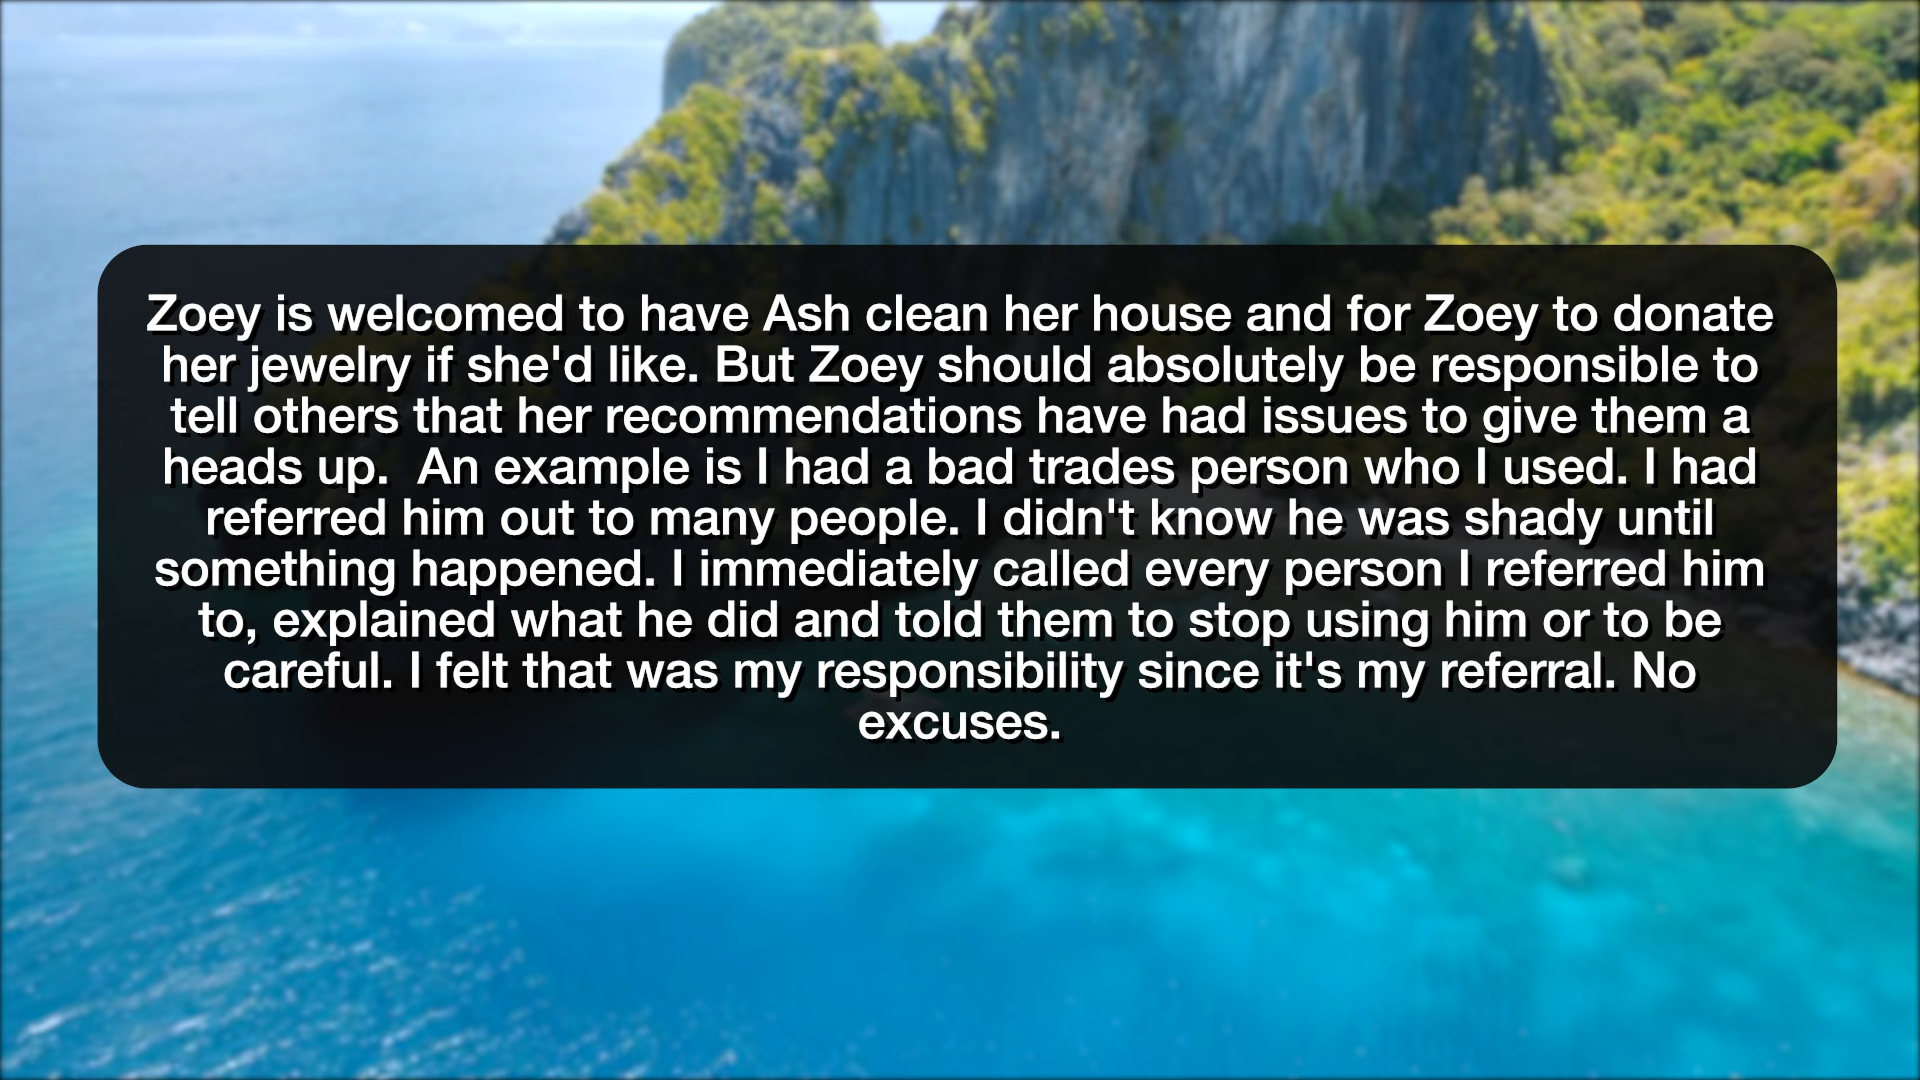 Zoey is welcomed to have Ash clean her house and for Zoey to donate
her jewelry if she'd like. But Zoey should absolutely be responsible to
tell others that her recommendations have had issues to give them a
heads up.  An example is I had a bad trades person who I used. I had
referred him out to many people. I didn't know he was shady until
something happened. I immediately called every person I referred him
to, explained what he did and told them to stop using him or to be
careful. I felt that was my responsibility since it's my referral. No
excuses.